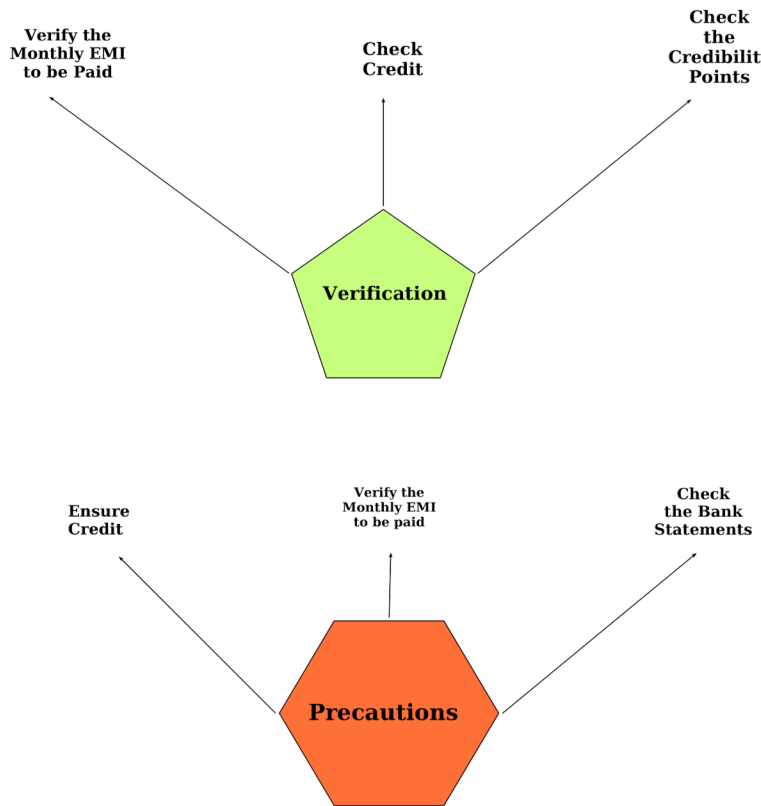 Verify the
Monthly EMI
to be Paid
Check
Credit
Check
the
Credibilit
Points
Verification
Ensure
Credit
Verify the
Monthly EMI
to be paid
Check
the Bank
Statements
Precautions